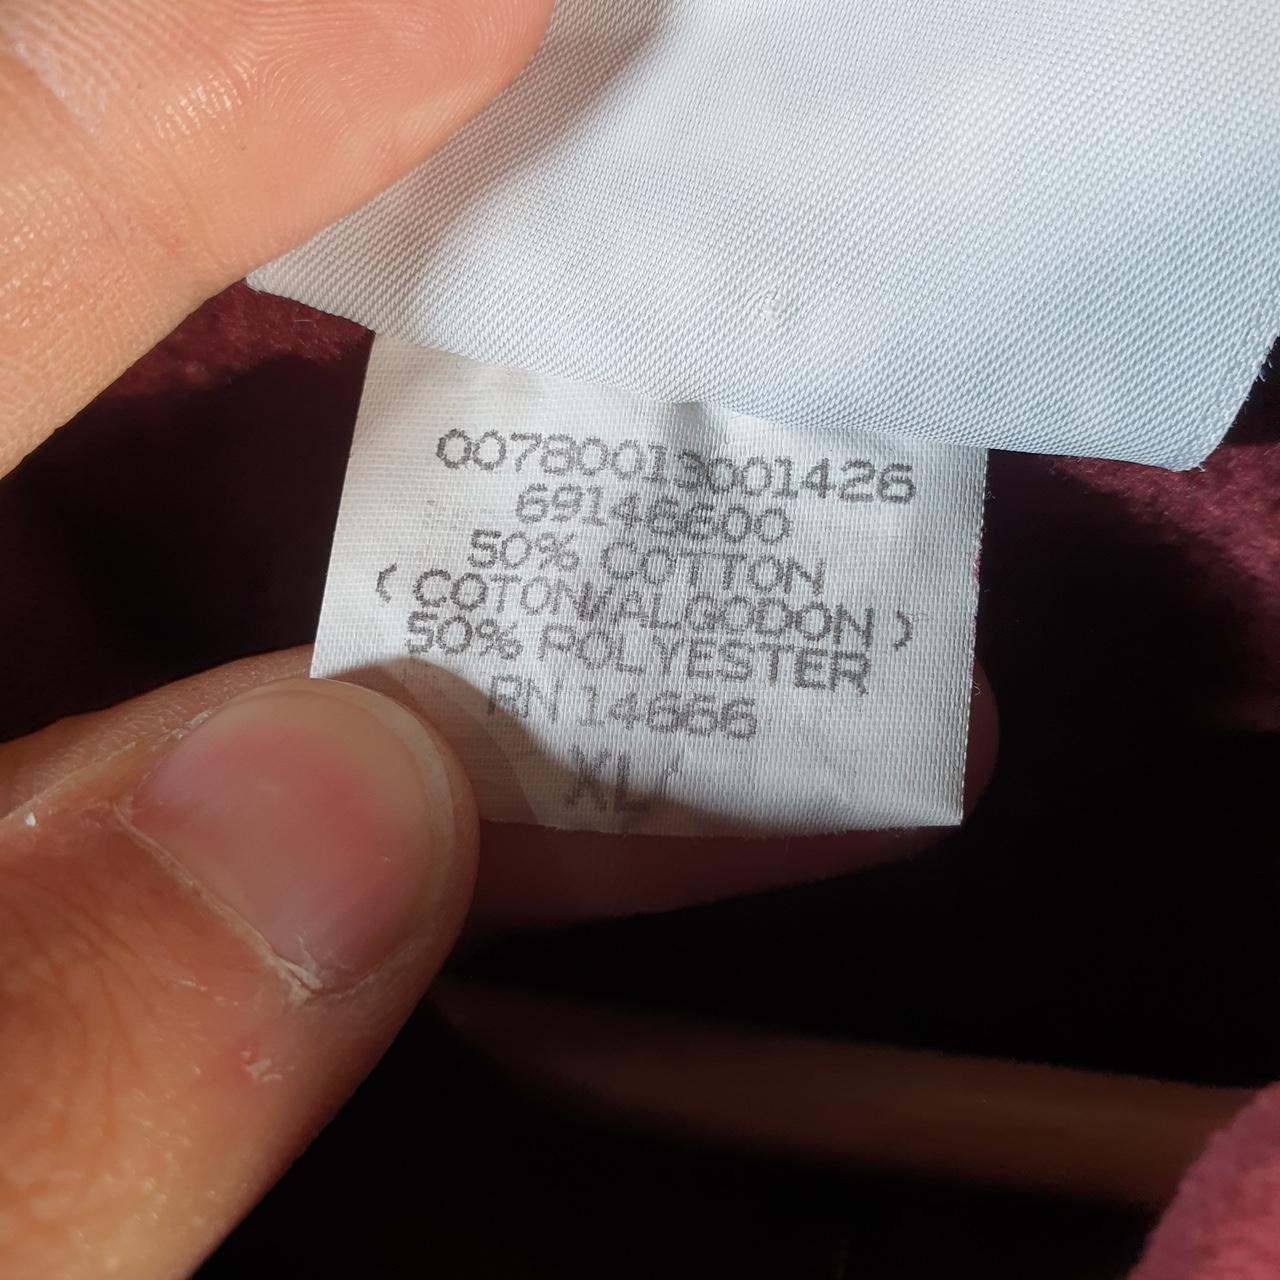 00780013001426
69146600
50% COTTON
(COTON/ALGODON)
50% POLYESTER
RN 14666
XL